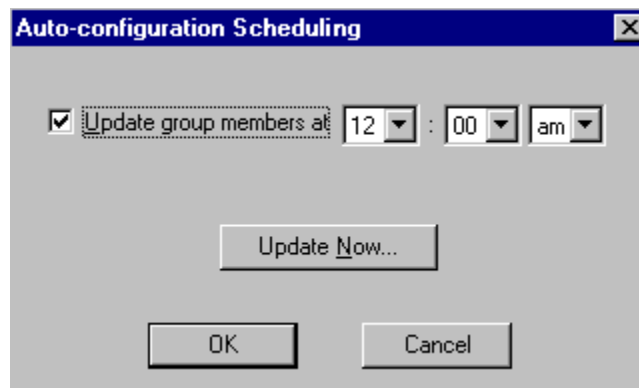 Auto-configuration Scheduling
Update group members at 12 : 00 am
Update Now...
OK Cancel